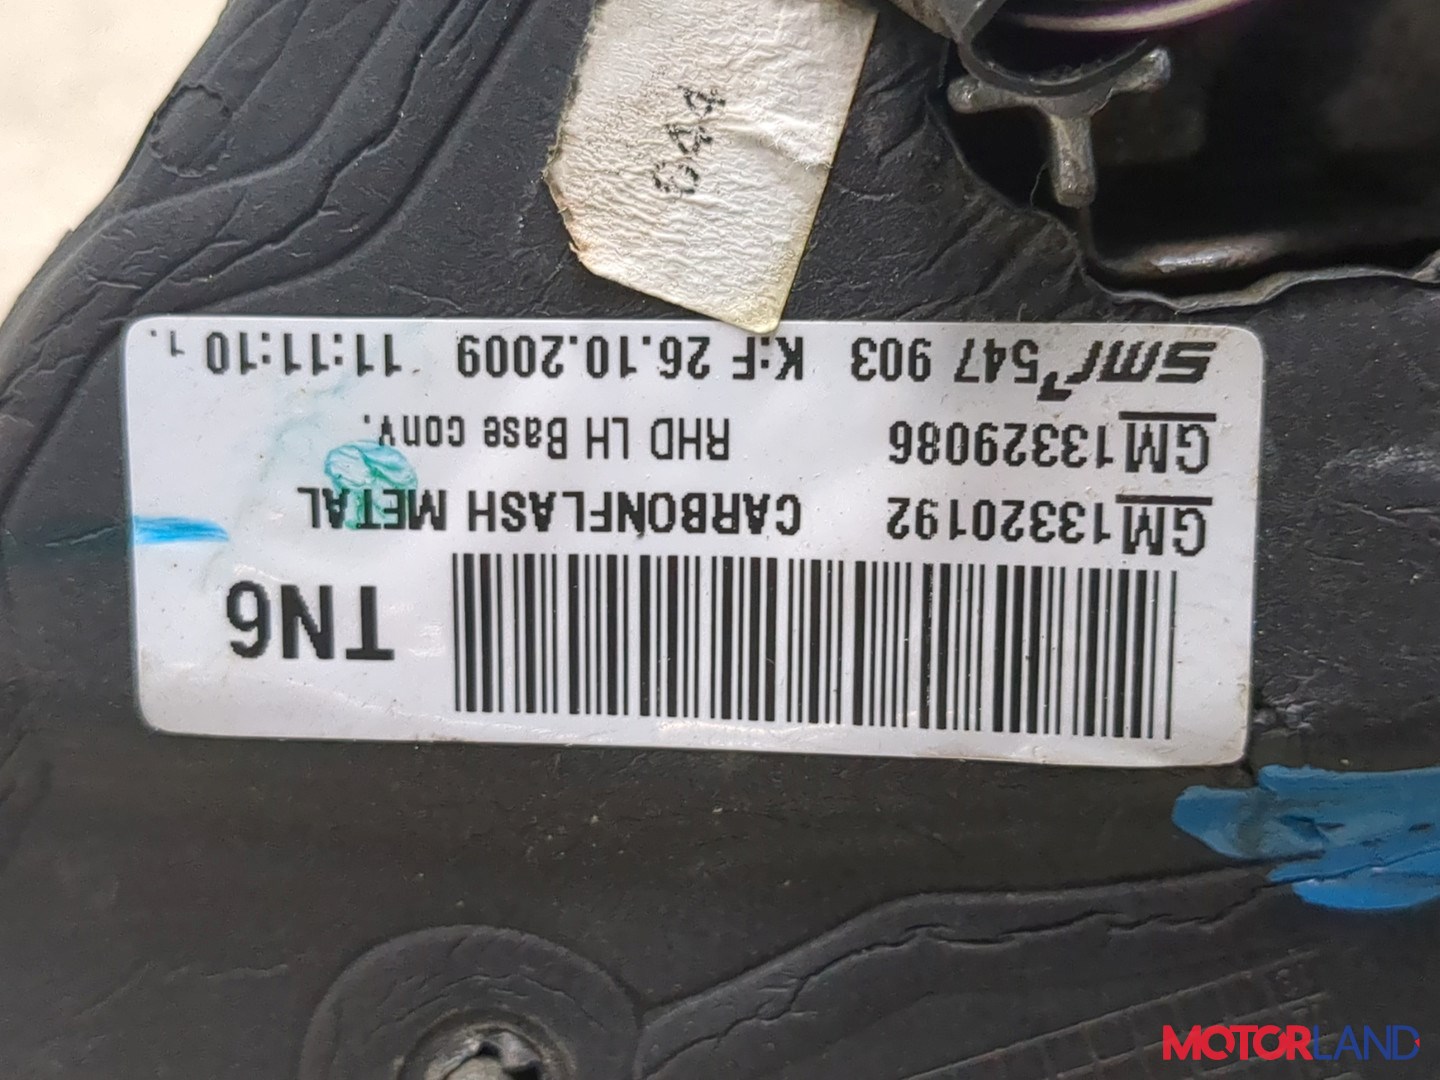 044
smr 547 903 K:F 26.10.2009 11:11:10 1.
GM 13329086 RHD LH Base conv.
GM 13320192 CARBONFLASH METAL
TN6
MOTORLAND